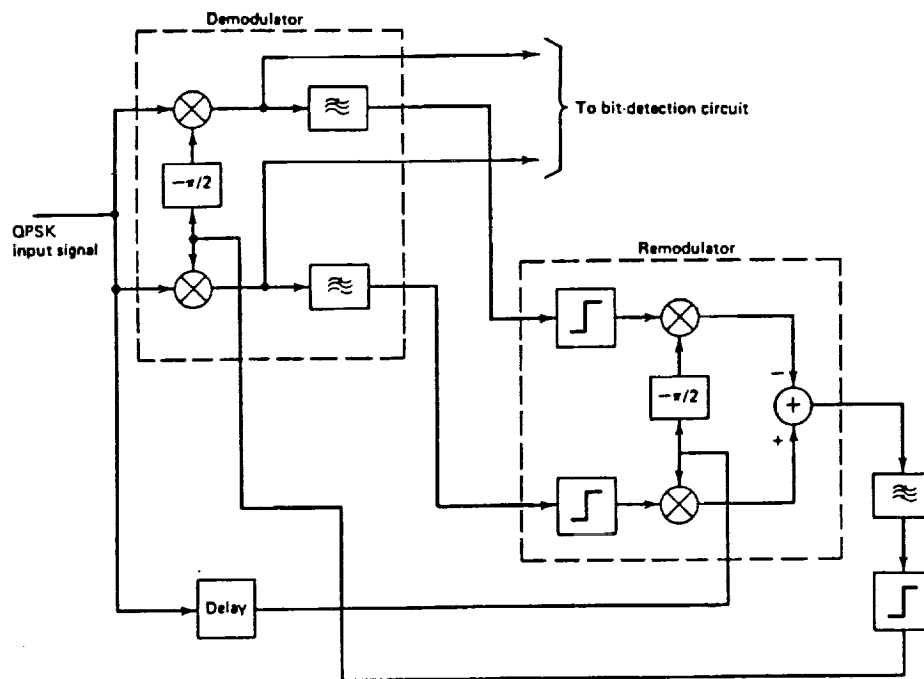 Demodulator
To bit-detection circuit
−π/2
QPSK
input signal
Remodulator
−
−π/2
+
+
Delay